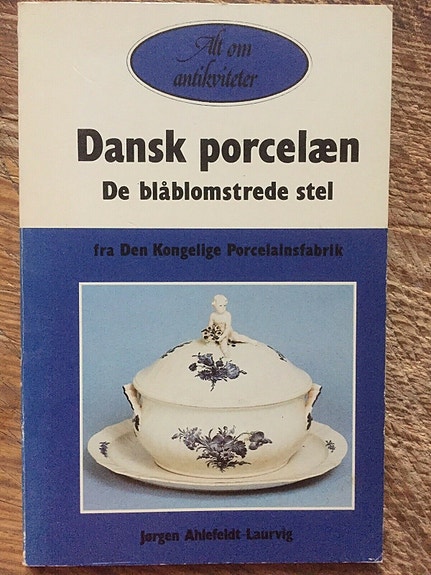 Alt om
antikviteter
Dansk porcelæn
De blåblomstrede stel
fra Den Kongelige Porcelainsfabrik
Jørgen Ahlefeldt-Laurvig